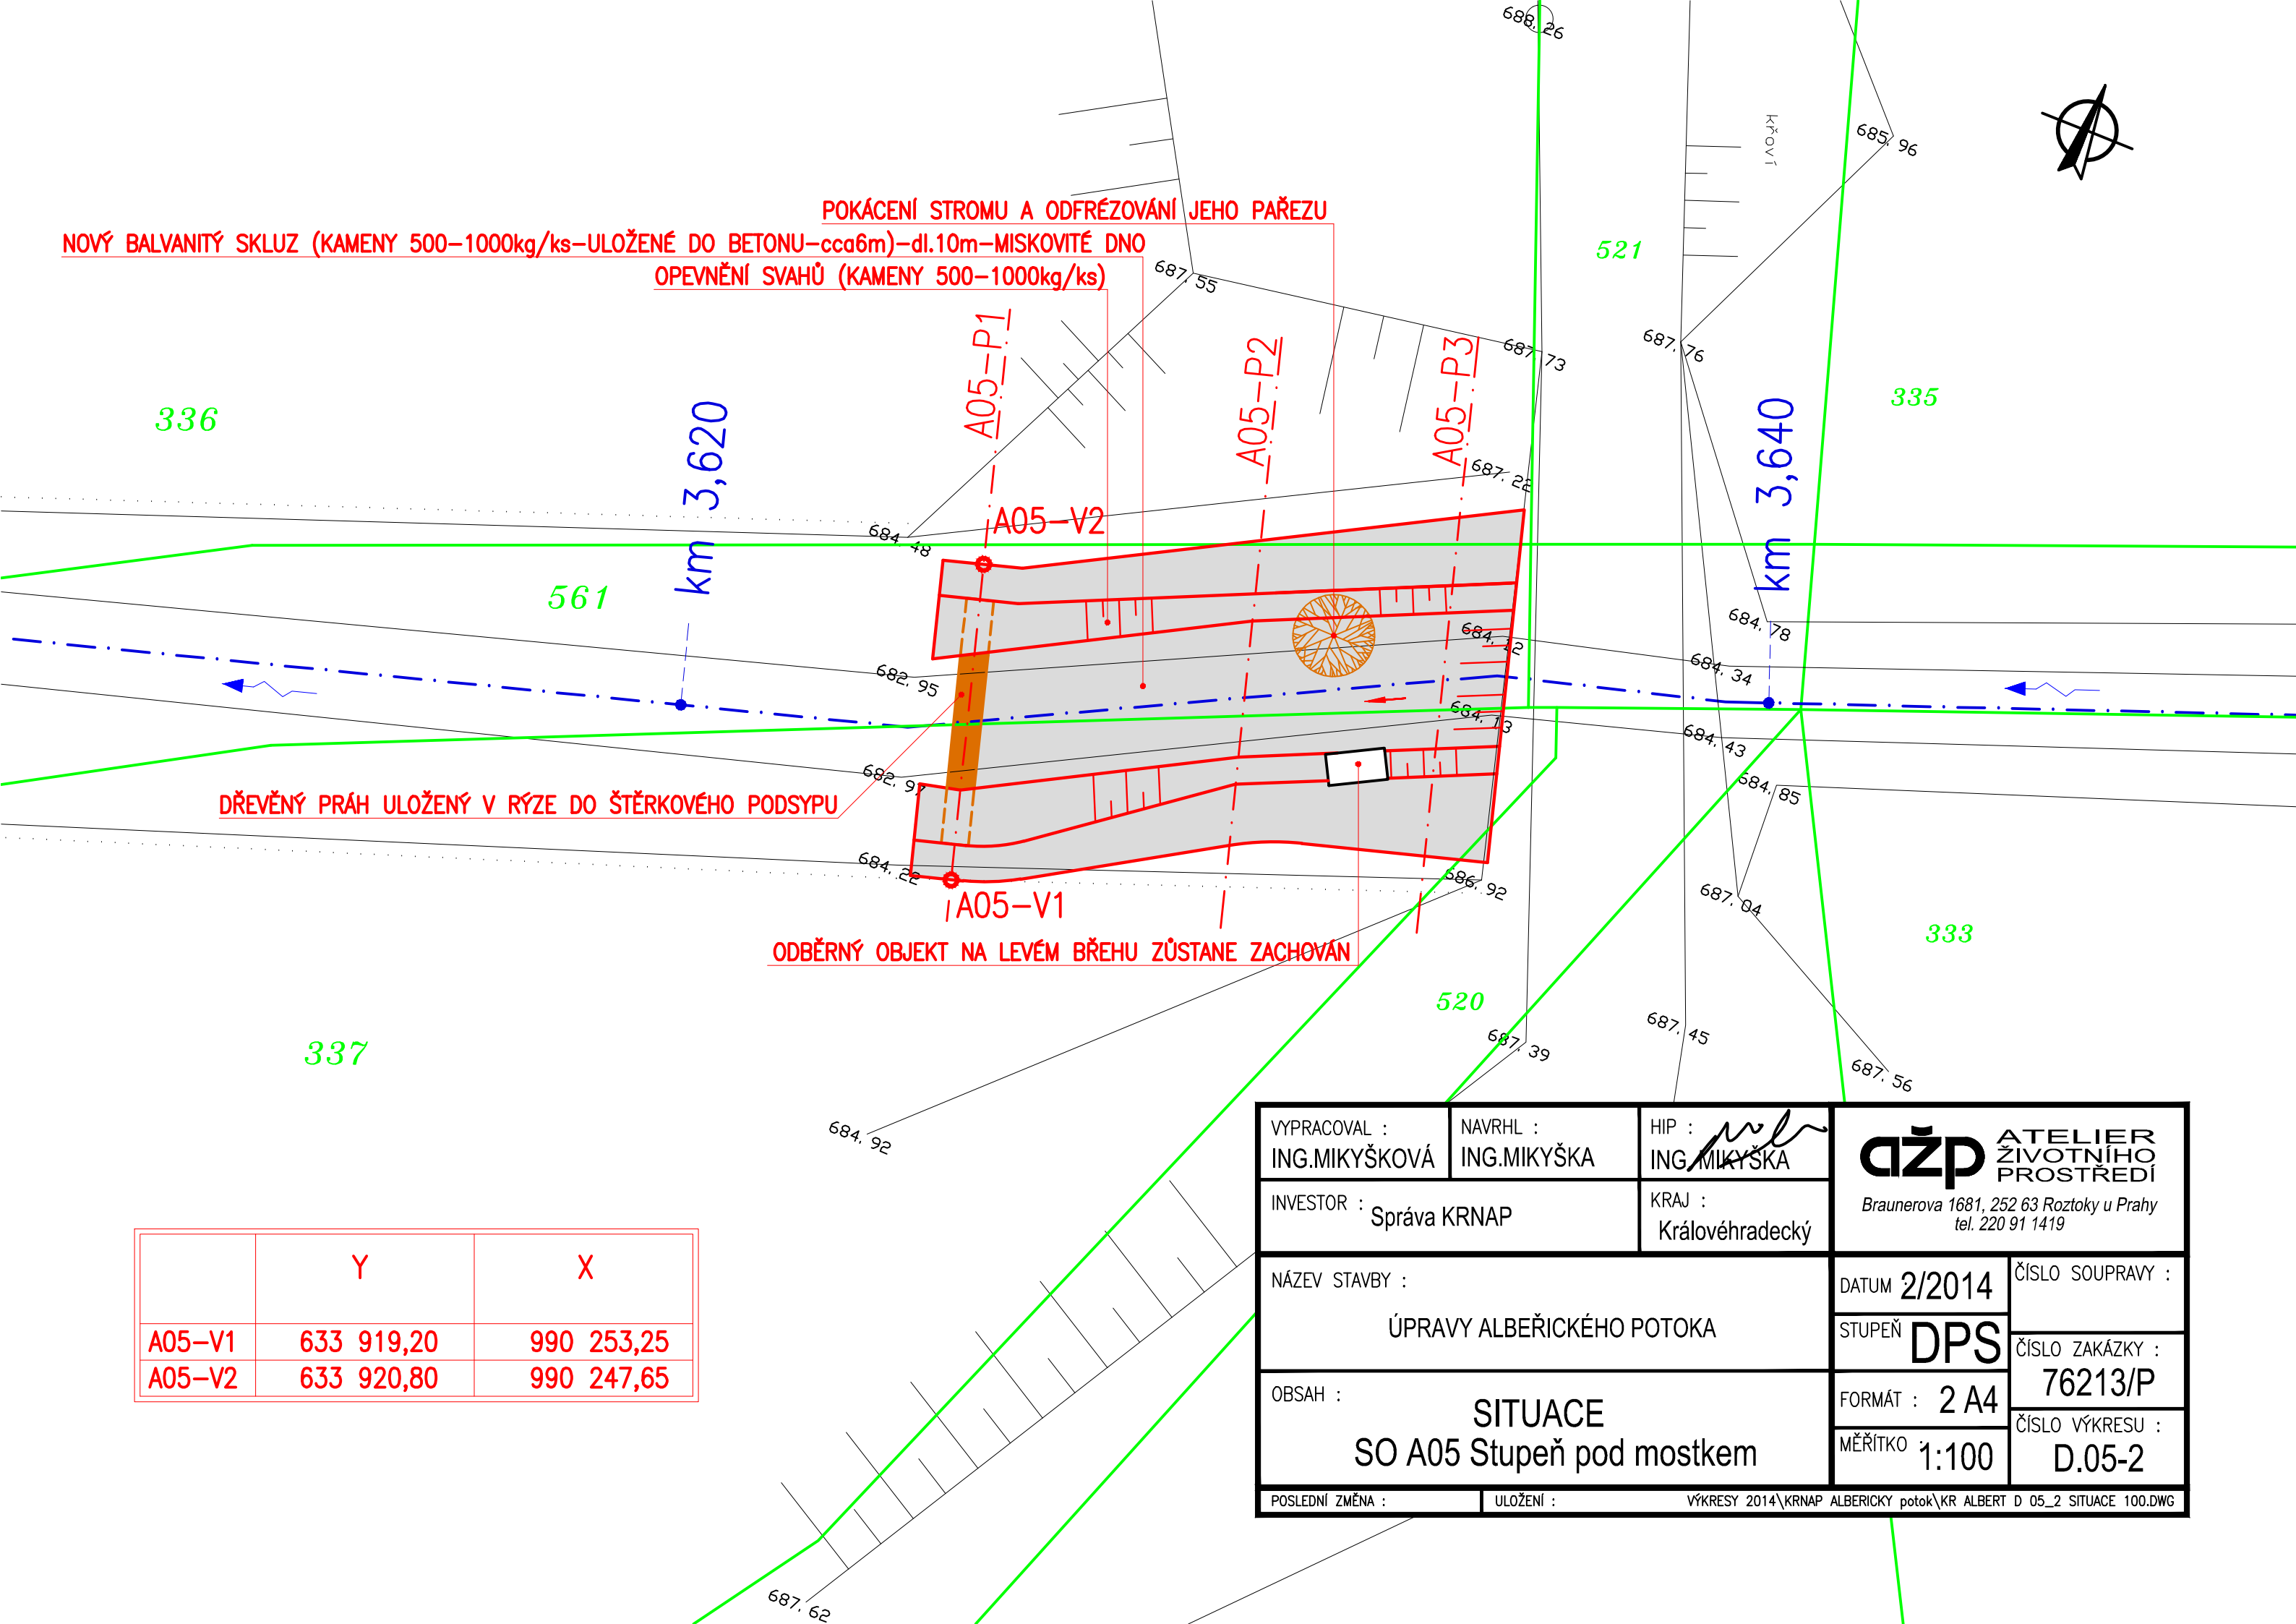 688.26
křoví
685.96
POKÁCENÍ STROMU A ODFRÉZOVÁNÍ JEHO PAŘEZU
NOVÝ BALVANITÝ SKLUZ (KAMENY 500-1000kg/ks-ULOŽENÉ DO BETONU-cca6m)-dl.10m-MISKOVITÉ DNO
OPEVNĚNÍ SVAHŮ (KAMENY 500-1000kg/ks)
521
687.55
A05-P1
A05-P2
A05-P3
687.73
687.76
335
336
km 3,620
km 3,640
687.22
A05-V2
684.48
561
684.12
684.78
684.34
682.95
684.13
684.43
682.97
684.85
DŘEVĚNÝ PRÁH ULOŽENÝ V RÝZE DO ŠTĚRKOVÉHO PODSYPU
684.22
686.92
687.04
A05-V1
ODBĚRNÝ OBJEKT NA LEVÉM BŘEHU ZŮSTANE ZACHOVÁN
333
520
337
687.39
687.45
687.56
684.92
687.62
Y X
A05-V1 633 919,20 990 253,25
A05-V2 633 920,80 990 247,65
VYPRACOVAL :
ING.MIKYŠKOVÁ
NAVRHL :
ING.MIKYŠKA
HIP :
ING. MIKYŠKA
ažp
ATELIER
ŽIVOTNÍHO
PROSTŘEDÍ
Braunerova 1681, 252 63 Roztoky u Prahy
tel. 220 91 1419
INVESTOR : Správa KRNAP
KRAJ :
Královéhradecký
NÁZEV STAVBY :
ÚPRAVY ALBEŘICKÉHO POTOKA
DATUM : 2/2014
ČÍSLO SOUPRAVY :
STUPEŇ DPS
ČÍSLO ZAKÁZKY :
76213/P
OBSAH :
SITUACE
SO A05 Stupeň pod mostkem
FORMÁT : 2 A4
MĚŘÍTKO : 1:100
ČÍSLO VÝKRESU :
D.05-2
POSLEDNÍ ZMĚNA :
ULOŽENÍ : VÝKRESY 2014\KRNAP ALBERICKY potok\KR ALBERT D 05_2 SITUACE 100.DWG